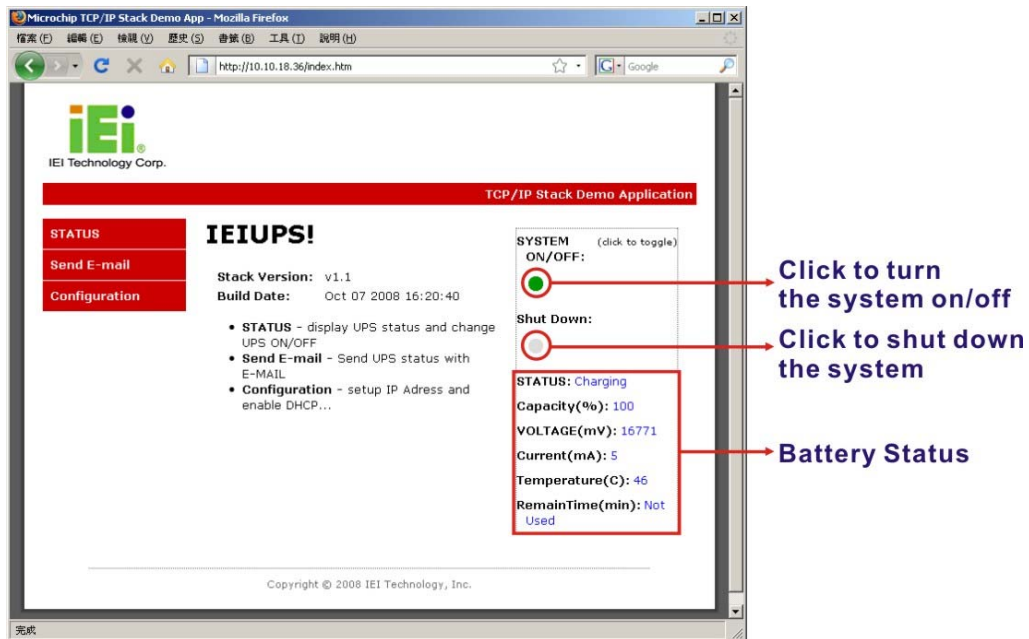 Microchip TCP/IP Stack Demo App - Mozilla Firefox
檔案(F) 編輯(E) 檢視(V) 歷史(S) 書籤(B) 工具(T) 說明(H)
http://10.10.18.36/index.htm
G Google
iEi®
IEI Technology Corp.
TCP/IP Stack Demo Application
STATUS
Send E-mail
Configuration
IEIUPS!
Stack Version: v1.1
Build Date: Oct 07 2008 16:20:40
• STATUS - display UPS status and change
UPS ON/OFF
• Send E-mail - Send UPS status with
E-MAIL
• Configuration - setup IP Adress and
enable DHCP...
SYSTEM (click to toggle)
ON/OFF:
Shut Down:
STATUS: Charging
Capacity(%): 100
VOLTAGE(mV): 16771
Current(mA): 5
Temperature(C): 46
RemainTime(min): Not
Used
Click to turn
the system on/off
Click to shut down
the system
Battery Status
Copyright © 2008 IEI Technology, Inc.
完成